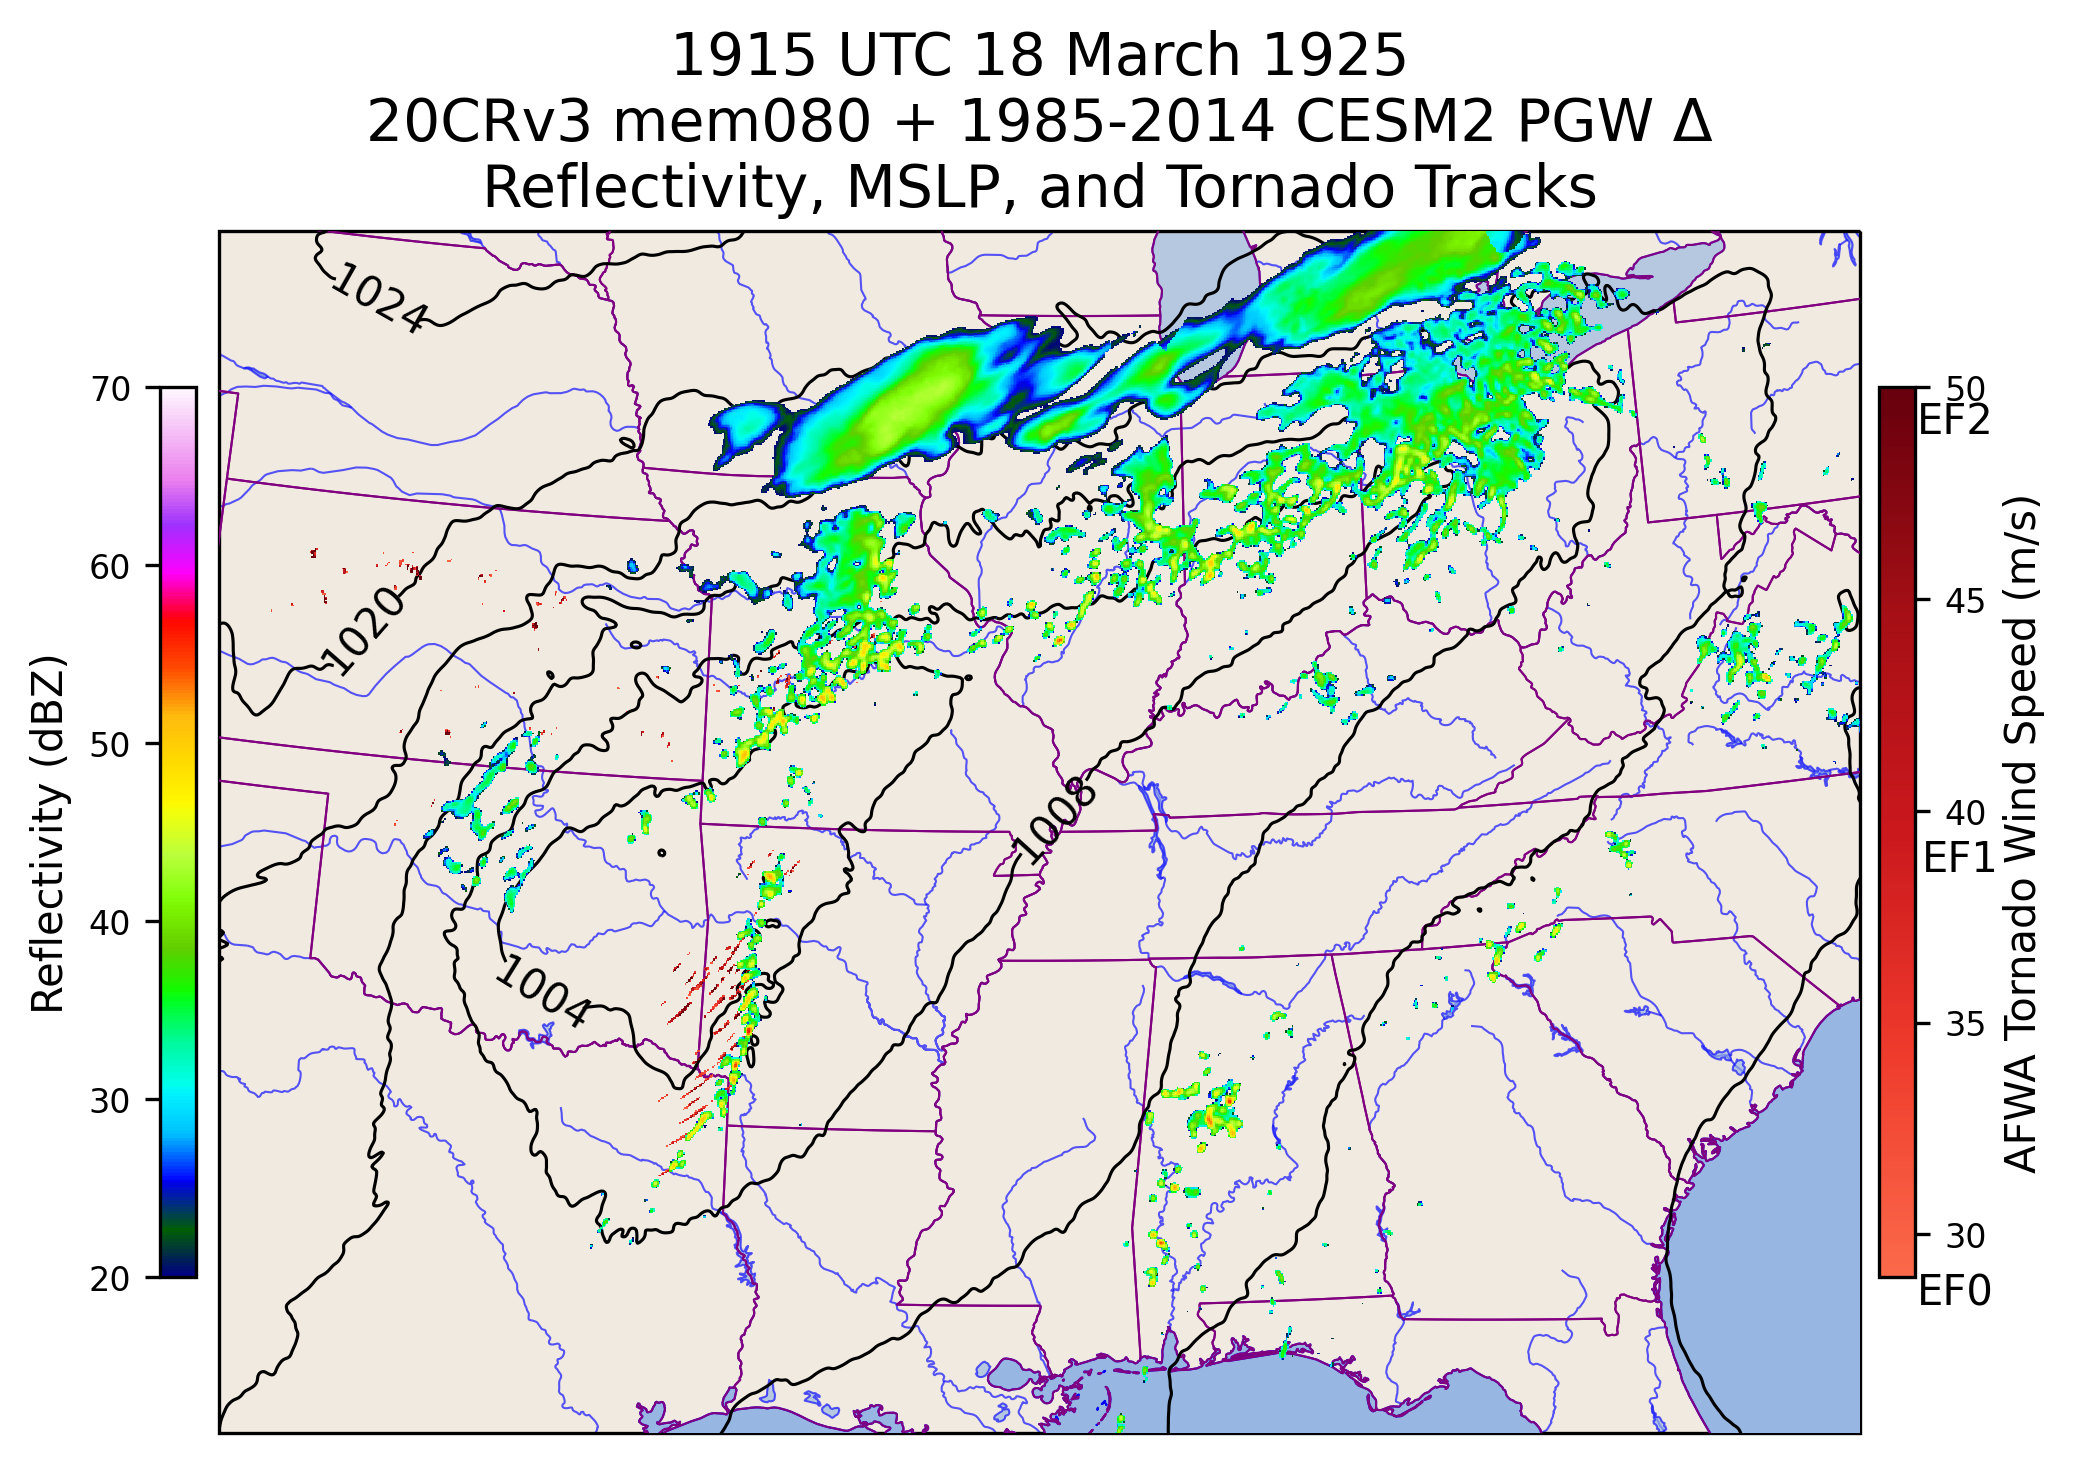 1915 UTC 18 March 1925
20CRv3 mem080 + 1985-2014 CESM2 PGW Δ
Reflectivity, MSLP, and Tornado Tracks
1024
1020
1008
1004
70
60
50
40
30
20
Reflectivity (dBZ)
50
EF2
45
40
EF1
35
30
EF0
AFWA Tornado Wind Speed (m/s)